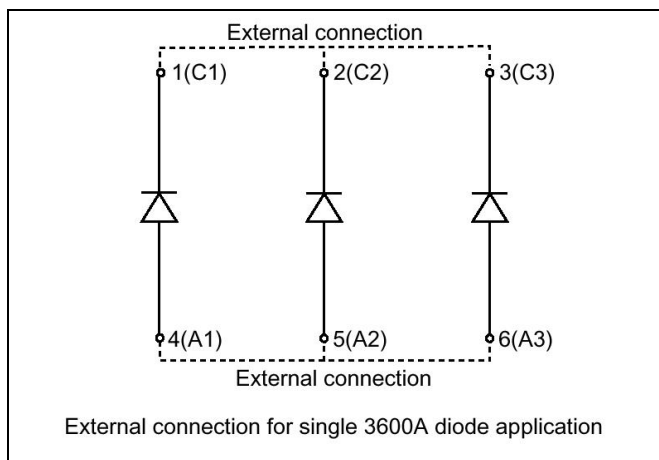 External connection
1(C1)
2(C2)
3(C3)
4(A1)
5(A2)
6(A3)
External connection
External connection for single 3600A diode application